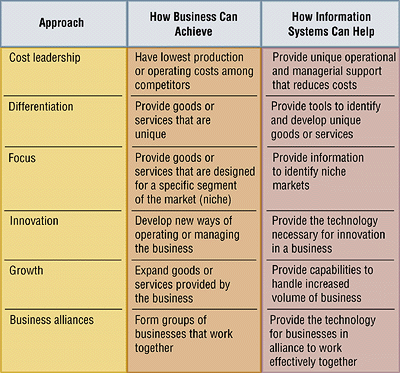 Approach
How Business Can
Achieve
How Information
Systems Can Help
Cost leadership
Have lowest production
or operating costs among
competitors
Provide unique operational
and managerial support
that reduces costs
Differentiation
Provide goods or
services that are
unique
Provide tools to identify
and develop unique
goods or services
Focus
Provide goods or
services that are designed
for a specific segment
of the market (niche)
Provide information
to identify niche
markets
Innovation
Develop new ways of
operating or managing
the business
Provide the technology
necessary for innovation
in a business
Growth
Expand goods or
services provided by
the business
Provide capabilities to
handle increased
volume of business
Business alliances
Form groups of
businesses that work
together
Provide the technology
for businesses in
alliance to work
effectively together